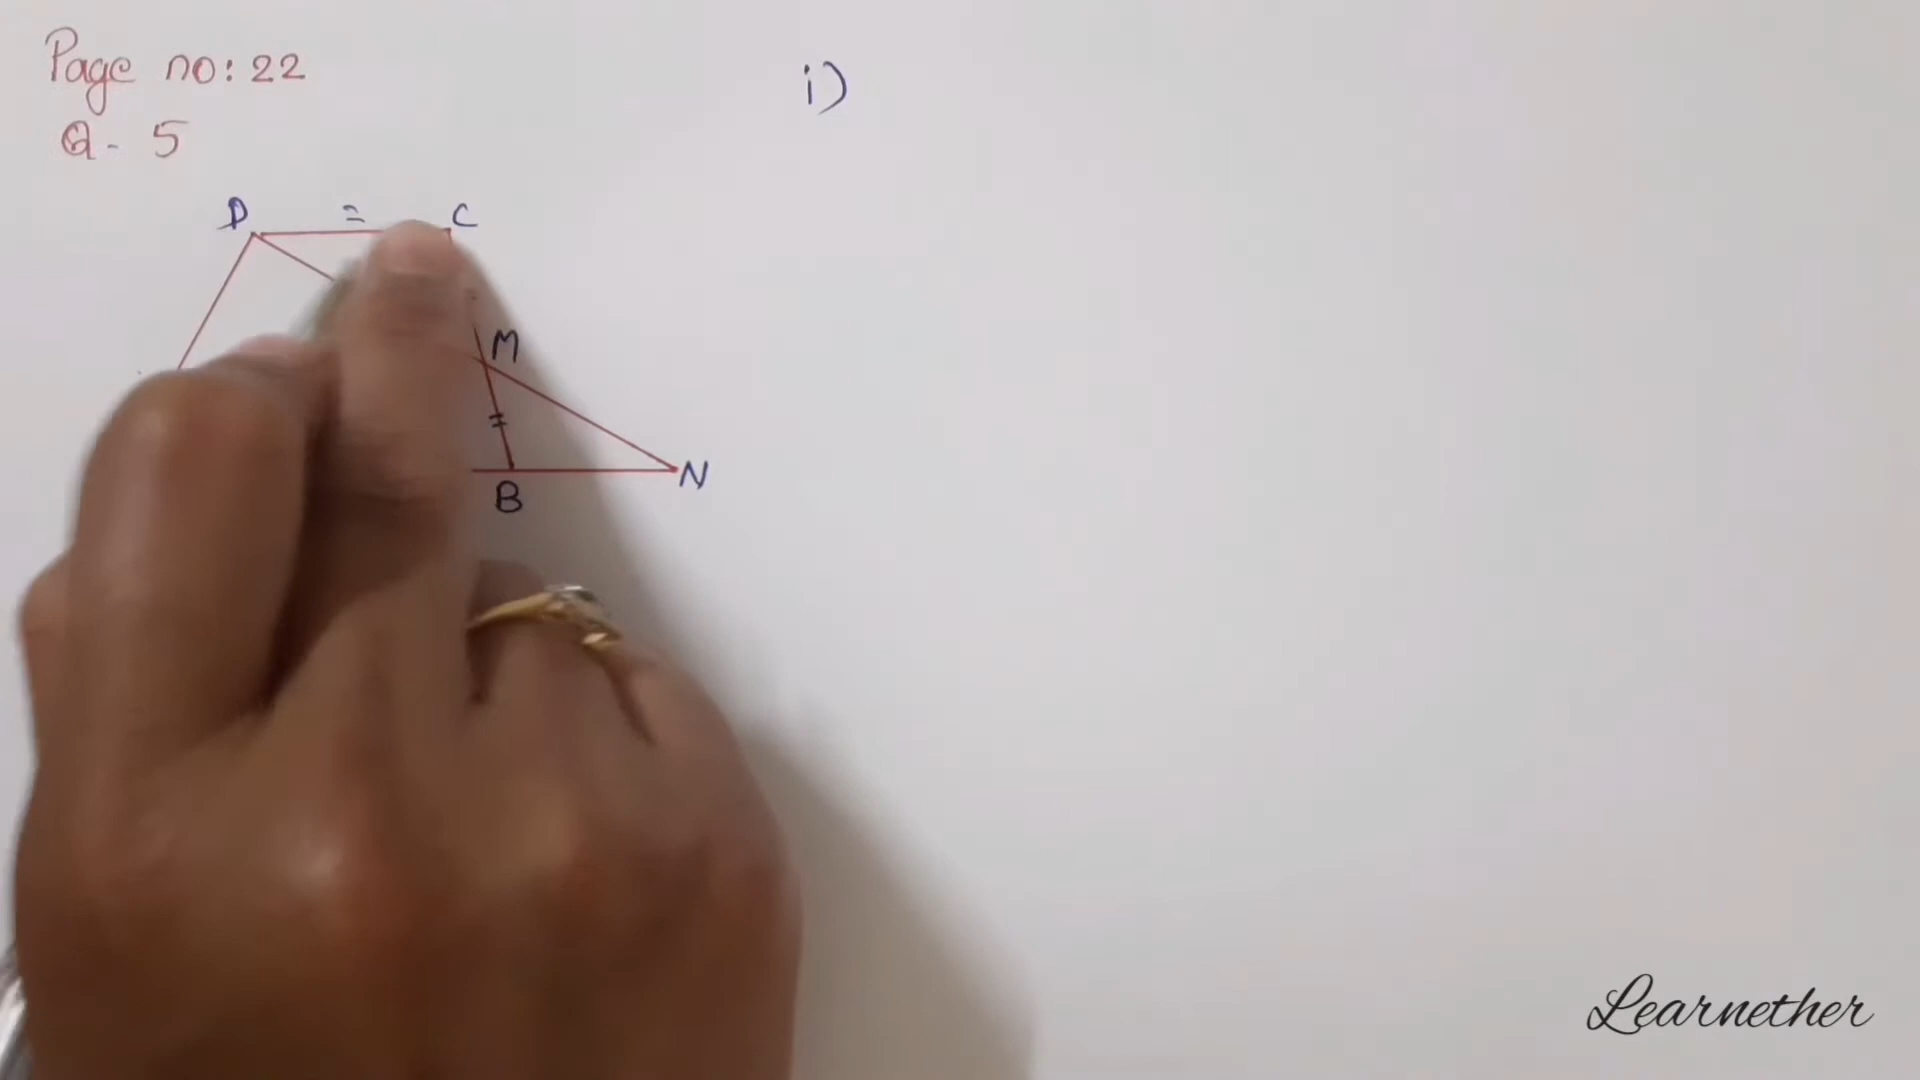 Page no: 22
Q- 5
i)
D = C
M
=
B
N
Learnether